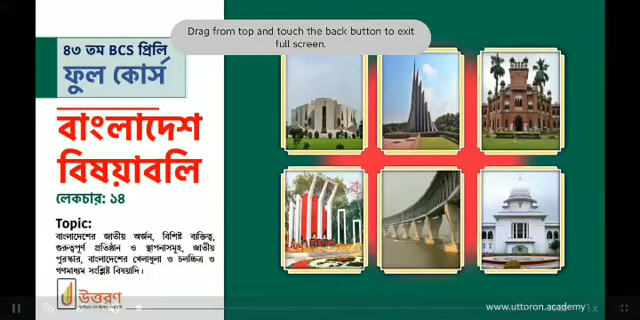 Drag from top and touch the back button to exit
full screen.
৪৩ তম BCS প্রিলি
ফুল কোর্স
বাংলাদেশ
বিষয়াবলি
লেকচার: ১৪
Topic:
বাংলাদেশের জাতীয় অর্জন, বিশিষ্ট ব্যক্তিত্ব,
গুরুত্বপূর্ণ প্রতিষ্ঠান ও স্থাপনাসমূহ, জাতীয়
পুরস্কার, বাংলাদেশের খেলাধুলা ও চলচ্চিত্র ও
গণমাধ্যম সংশ্লিষ্ট বিষয়াদি।
উত্তরণ
www.uttoron.academy
1x